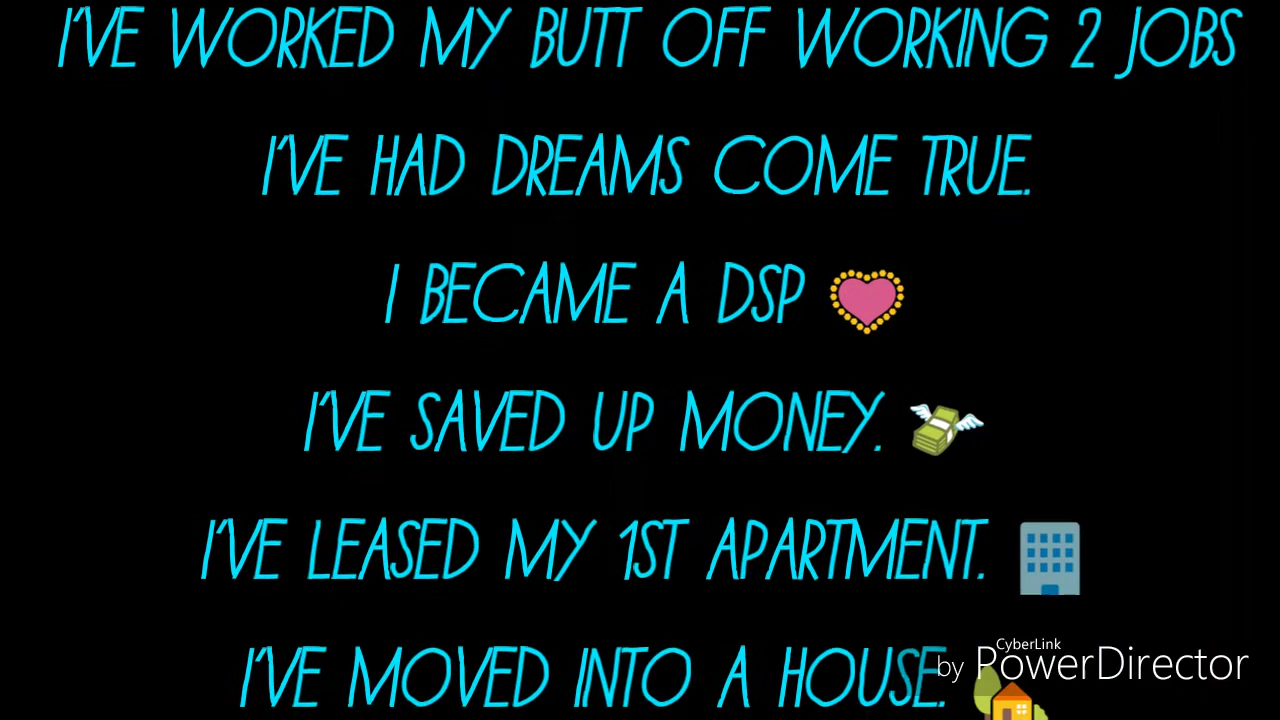 I'VE WORKED MY BUTT OFF WORKING 2 JOBS
I'VE HAD DREAMS COME TRUE.
I BECAME A DSP
I'VE SAVED UP MONEY.
I'VE LEASED MY 1ST APARTMENT.
I'VE MOVED INTO A HOUSE.
CyberLink
by PowerDirector